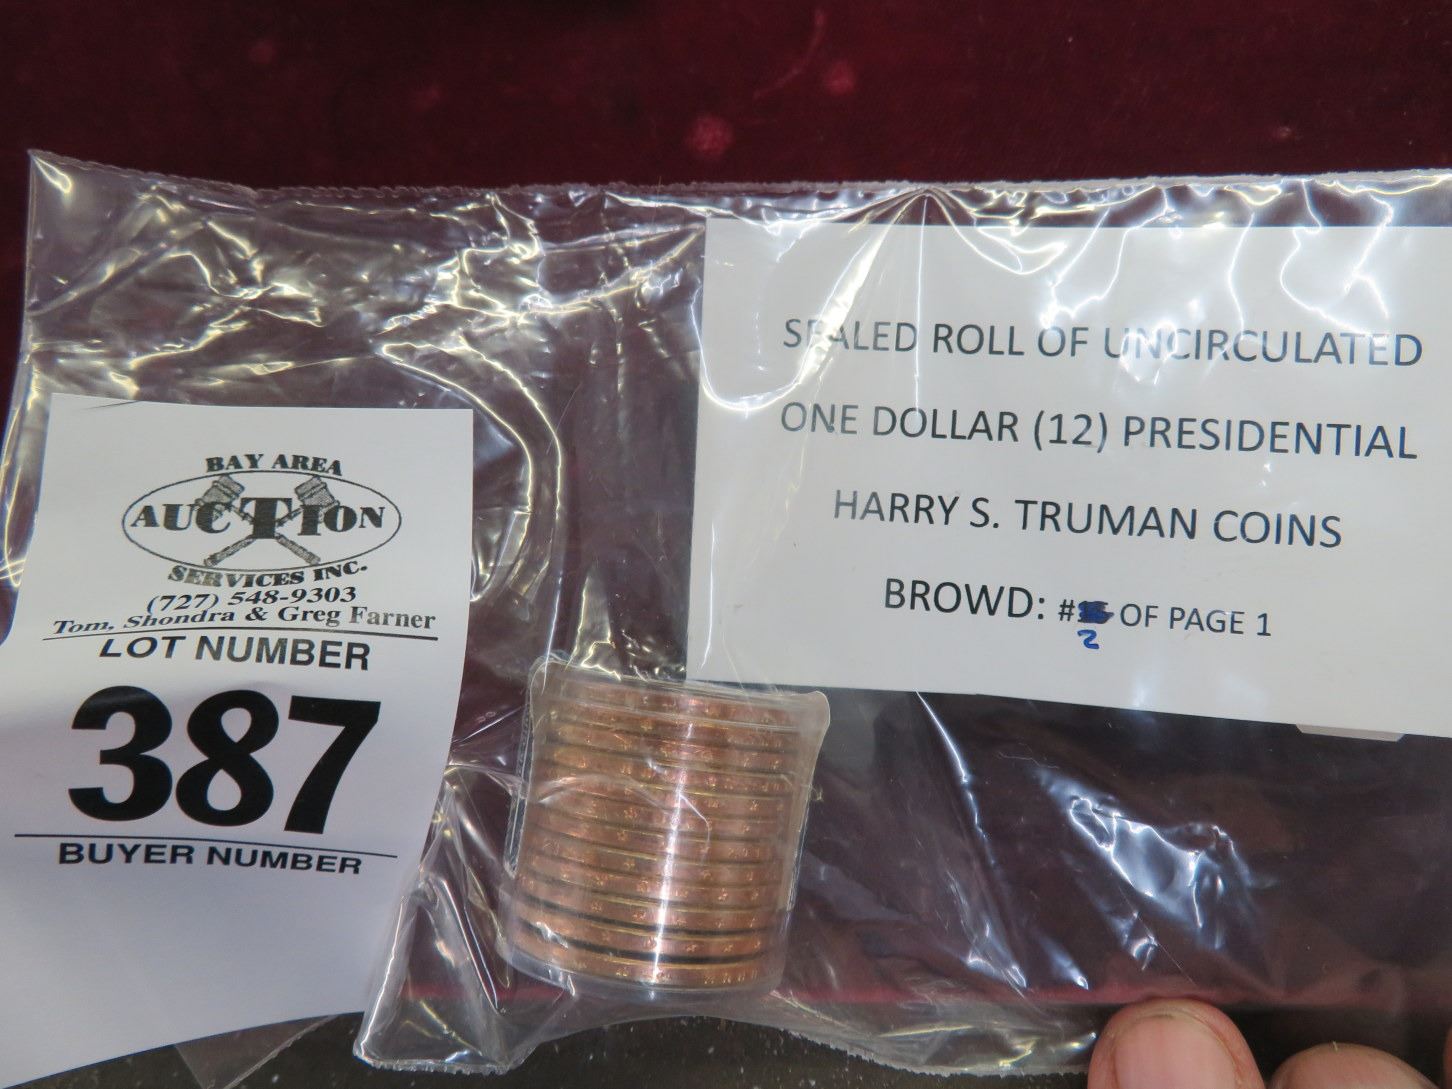 BAY AREA
AUCTION
SERVICES INC.
(727) 548-9303
Tom, Shondra & Greg Farner
LOT NUMBER
387
BUYER NUMBER
SEALED ROLL OF UNCIRCULATED
ONE DOLLAR (12) PRESIDENTIAL
HARRY S. TRUMAN COINS
BROWD: # OF PAGE 1
2